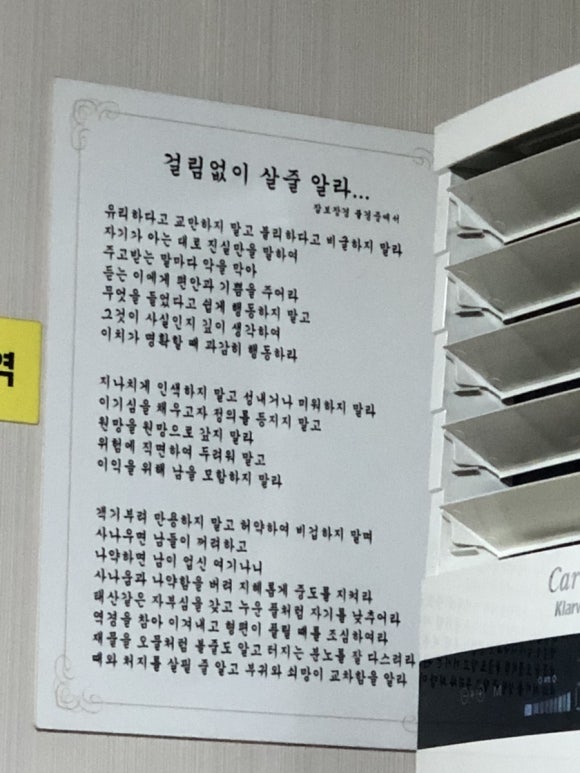 걸림없이 살줄 알라...
잡보장경 불경중에서
유리하다고 교만하지 말고 불리하다고 비굴하지 말라
자기가 아는 대로 진실만을 말하여
주고받는 말마다 악을 막아
듣는 이에게 편안과 기쁨을 주어라
무엇을 들었다고 쉽게 행동하지 말고
그것이 사실인지 깊이 생각하여
이치가 명확할 때 과감히 행동하라
지나치게 인색하지 말고 성내거나 미워하지 말라
이기심을 채우고자 정의를 등지지 말고
원망을 원망으로 갚지 말라
위험에 직면하여 두려워 말고
이익을 위해 남을 모함하지 말라
객기부려 만용하지 말고 허약하여 비겁하지 말며
사나우면 남들이 꺼려하고
나약하면 남이 업신 여기나니
사나움과 나약함을 버려 지혜롭게 중도를 지켜라
태산같은 자부심을 갖고 누운 풀처럼 자기를 낮추어라
역경을 참아 이겨내고 형편이 풀릴 때를 조심하여라
재물을 오물처럼 볼줄도 알고 터지는 분노를 잘 다스려라
때와 처지를 살필 줄 알고 부귀와 쇠망이 교차함을 알라
역
Car
Klarv